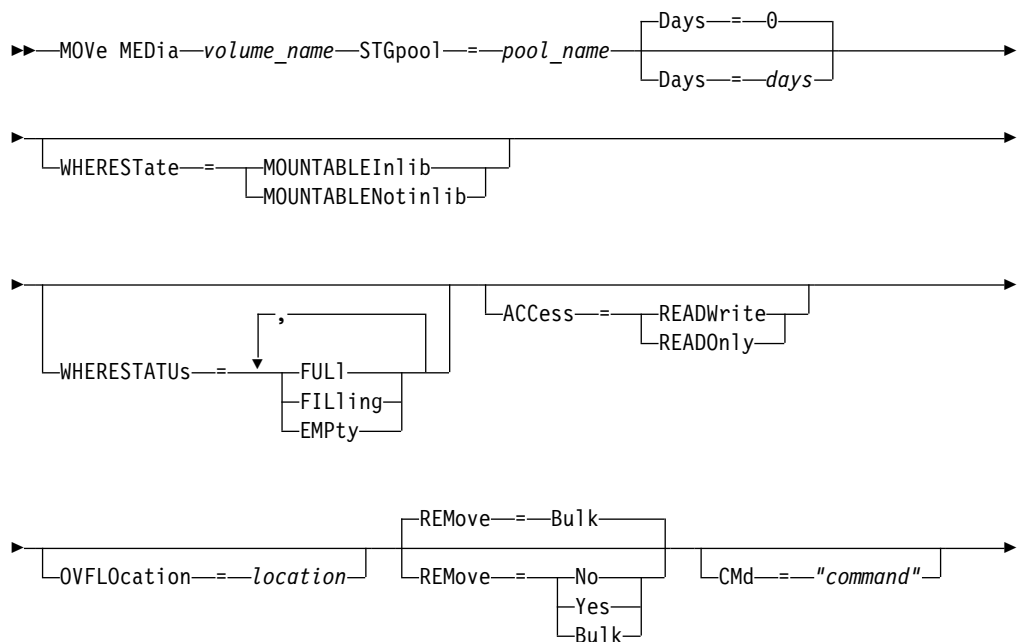 Days = 0
MOVe MEDia volume_name STGpool = pool_name
Days = days
WHERESTate = MOUNTABLEInlib
MOUNTABLENotinlib
,
WHERESTATUs = FULl
FILling
EMPty
ACCess = READWrite
READOnly
REMove = Bulk
OVFLOcation = location
REMove = No
Yes
Bulk
CMd = "command"